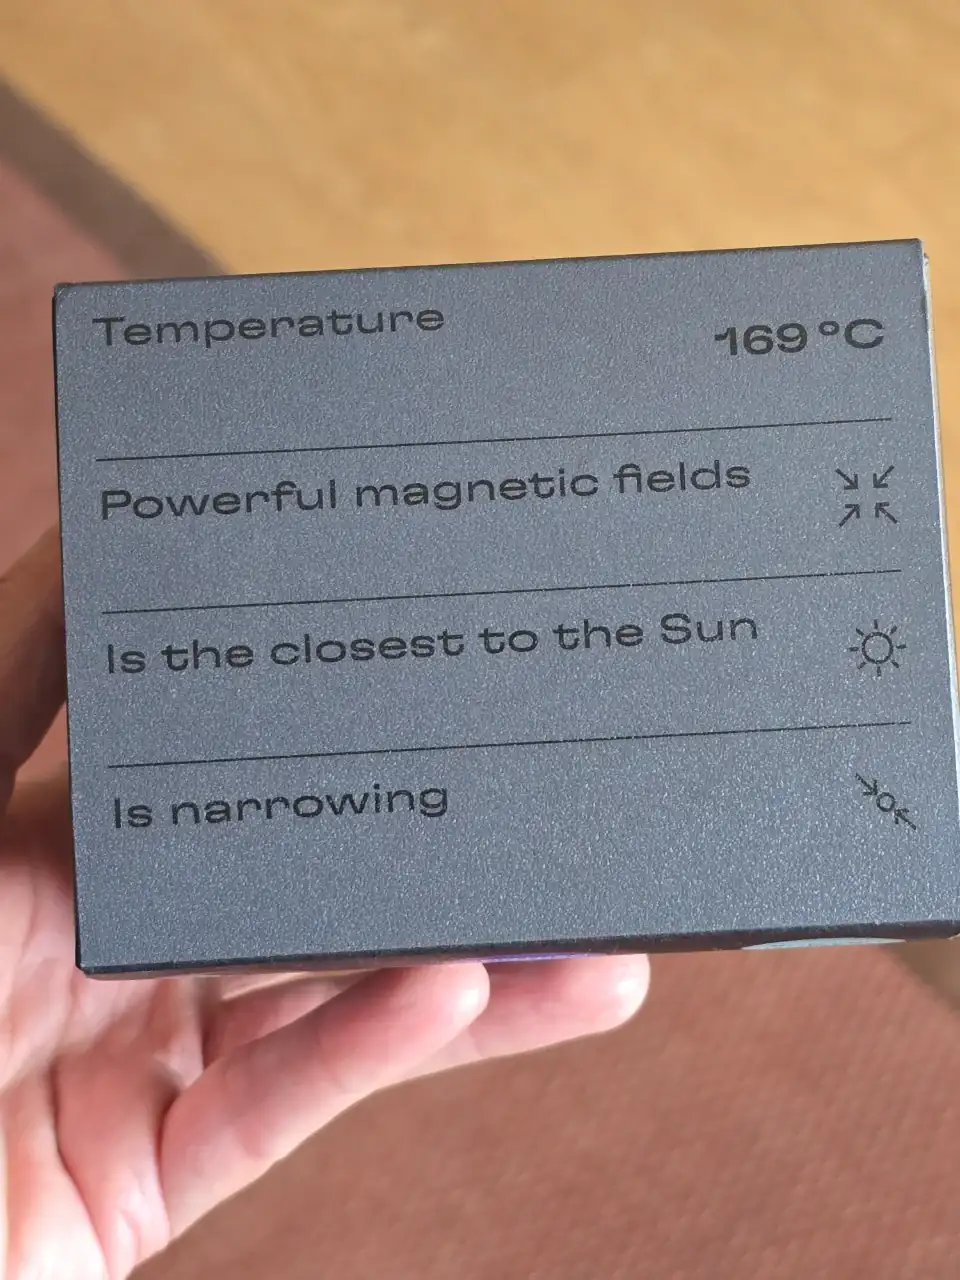 Temperature
169 °C
Powerful magnetic fields
Is the closest to the Sun
Is narrowing